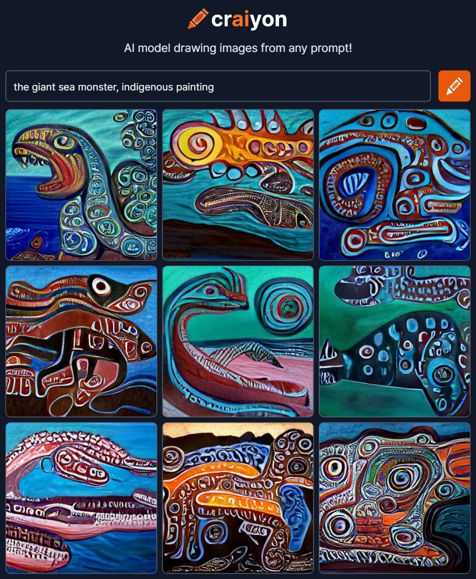 craiyon
AI model drawing images from any prompt!
the giant sea monster, indigenous painting